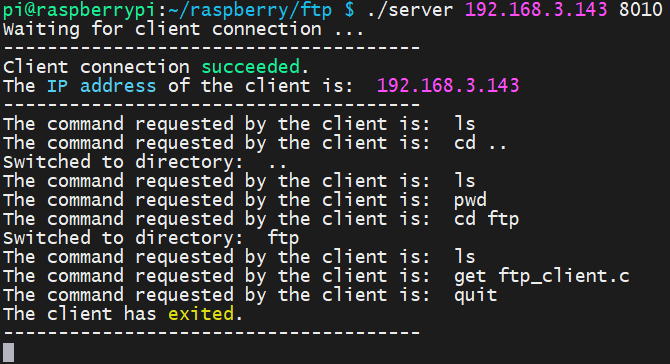 pi@raspberrypi:~/raspberry/ftp $ ./server 192.168.3.143 8010
Waiting for client connection ...
---------------------------------------
Client connection succeeded.
The IP address of the client is:  192.168.3.143
---------------------------------------
The command requested by the client is:  ls
The command requested by the client is:  cd ..
Switched to directory:  ..
The command requested by the client is:  ls
The command requested by the client is:  pwd
The command requested by the client is:  cd ftp
Switched to directory:  ftp
The command requested by the client is:  ls
The command requested by the client is:  get ftp_client.c
The command requested by the client is:  quit
The client has exited.
---------------------------------------